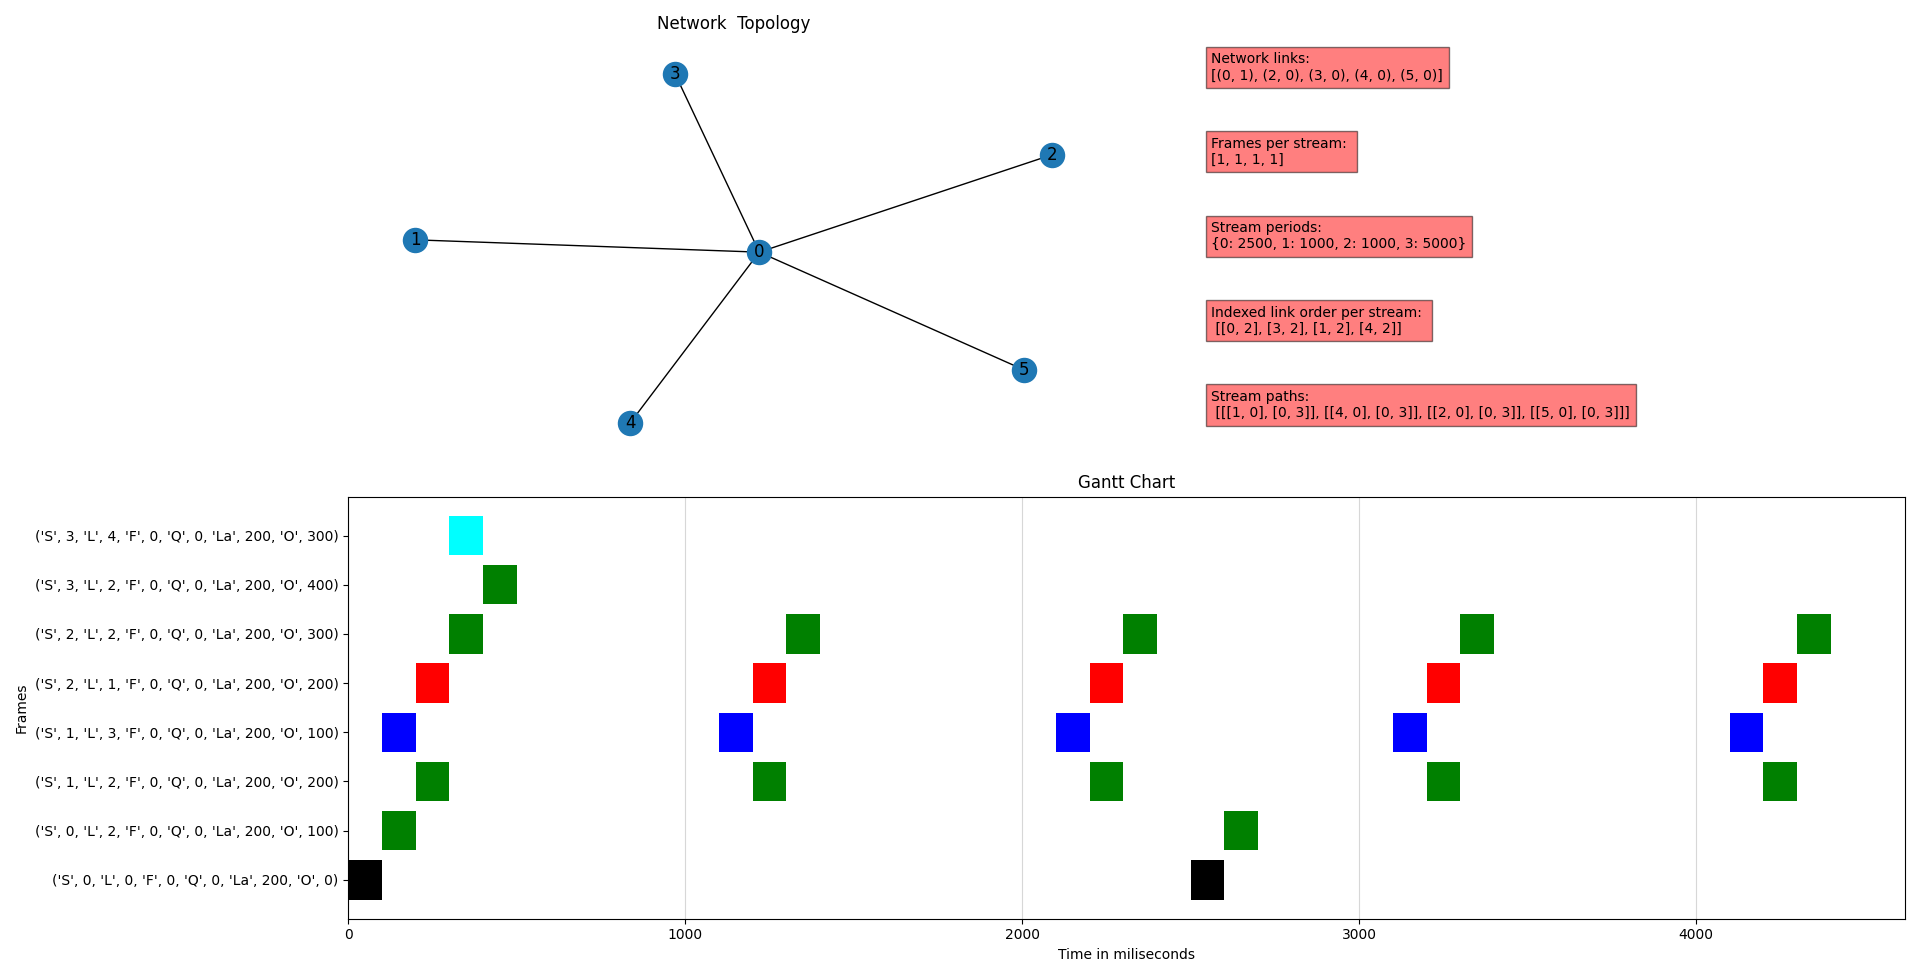 Network  Topology
3
2
1
0
5
4
Network links:
[(0, 1), (2, 0), (3, 0), (4, 0), (5, 0)]
Frames per stream:
[1, 1, 1, 1]
Stream periods:
{0: 2500, 1: 1000, 2: 1000, 3: 5000}
Indexed link order per stream:
[[0, 2], [3, 2], [1, 2], [4, 2]]
Stream paths:
[[[1, 0], [0, 3]], [[4, 0], [0, 3]], [[2, 0], [0, 3]], [[5, 0], [0, 3]]]
Gantt Chart
Frames
('S', 3, 'L', 4, 'F', 0, 'Q', 0, 'La', 200, 'O', 300)
('S', 3, 'L', 2, 'F', 0, 'Q', 0, 'La', 200, 'O', 400)
('S', 2, 'L', 2, 'F', 0, 'Q', 0, 'La', 200, 'O', 300)
('S', 2, 'L', 1, 'F', 0, 'Q', 0, 'La', 200, 'O', 200)
('S', 1, 'L', 3, 'F', 0, 'Q', 0, 'La', 200, 'O', 100)
('S', 1, 'L', 2, 'F', 0, 'Q', 0, 'La', 200, 'O', 200)
('S', 0, 'L', 2, 'F', 0, 'Q', 0, 'La', 200, 'O', 100)
('S', 0, 'L', 0, 'F', 0, 'Q', 0, 'La', 200, 'O', 0)
0 1000 2000 3000 4000
Time in miliseconds